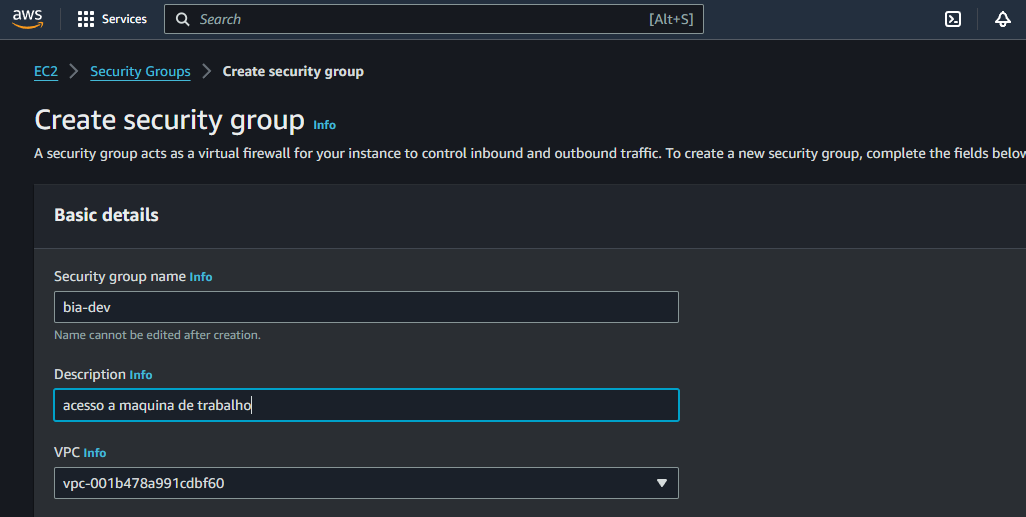 aws Services Search [Alt+S]
EC2 > Security Groups > Create security group
Create security group Info
A security group acts as a virtual firewall for your instance to control inbound and outbound traffic. To create a new security group, complete the fields below
Basic details
Security group name Info
bia-dev
Name cannot be edited after creation.
Description Info
acesso a maquina de trabalho
VPC Info
vpc-001b478a991cdbf60